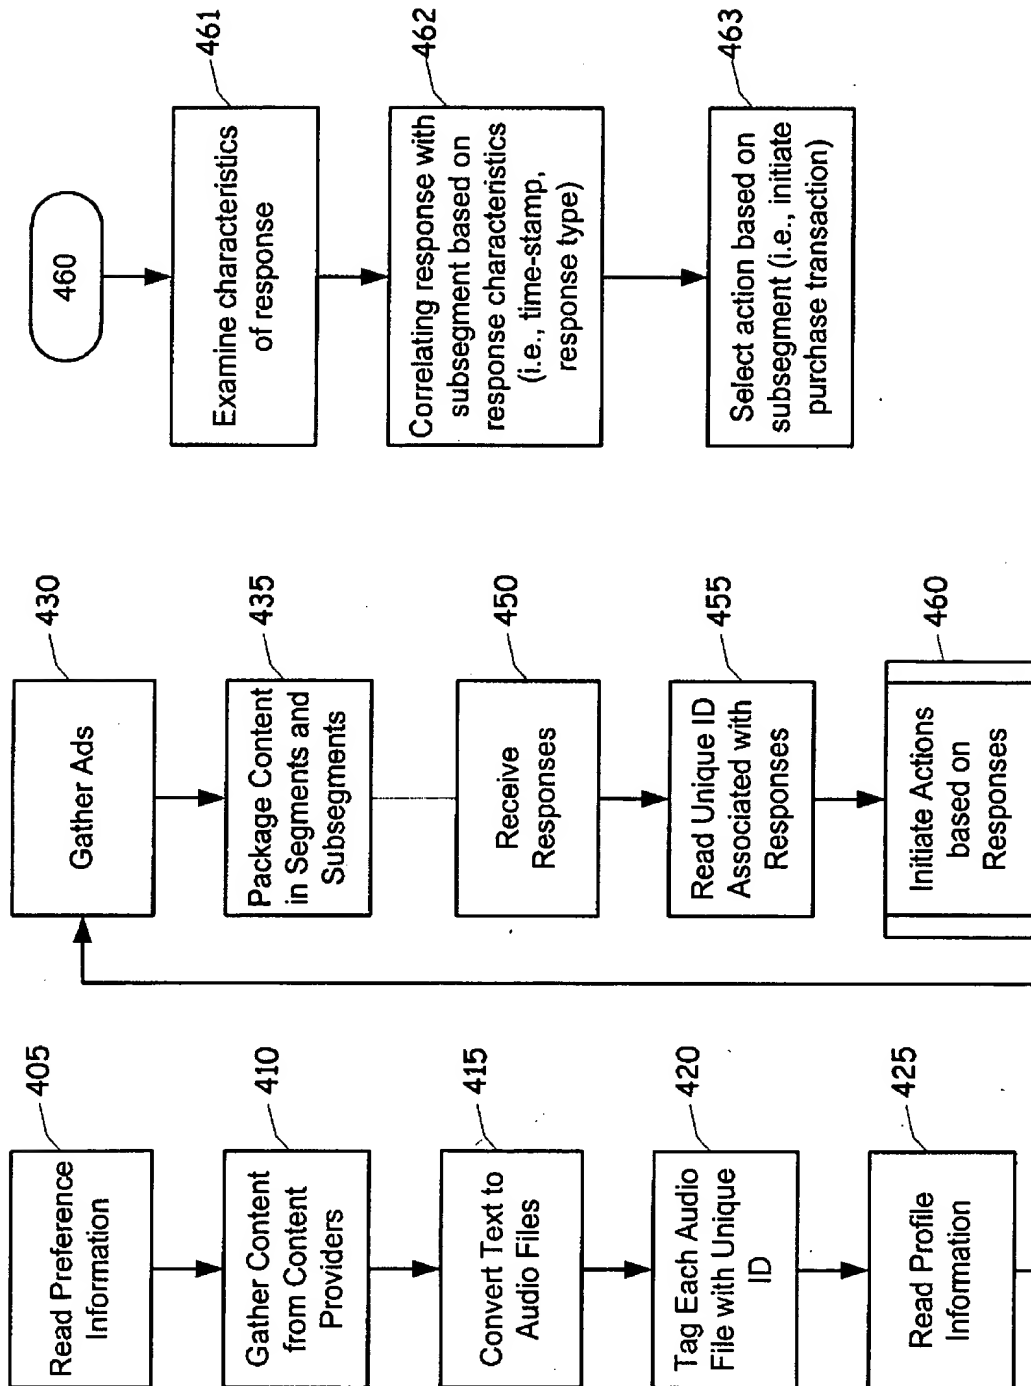 405
Read Preference
Information
410
Gather Content
from Content
Providers
415
Convert Text to
Audio Files
420
Tag Each Audio
File with Unique
ID
425
Read Profile
Information
430
Gather Ads
435
Package Content
in Segments and
Subsegments
450
Receive
Responses
455
Read Unique ID
Associated with
Responses
460
Initiate Actions
based on
Responses
460
461
Examine characteristics
of response
462
Correlating response with
subsegment based on
response characteristics
(i.e., time-stamp,
response type)
463
Select action based on
subsegment (i.e., initiate
purchase transaction)